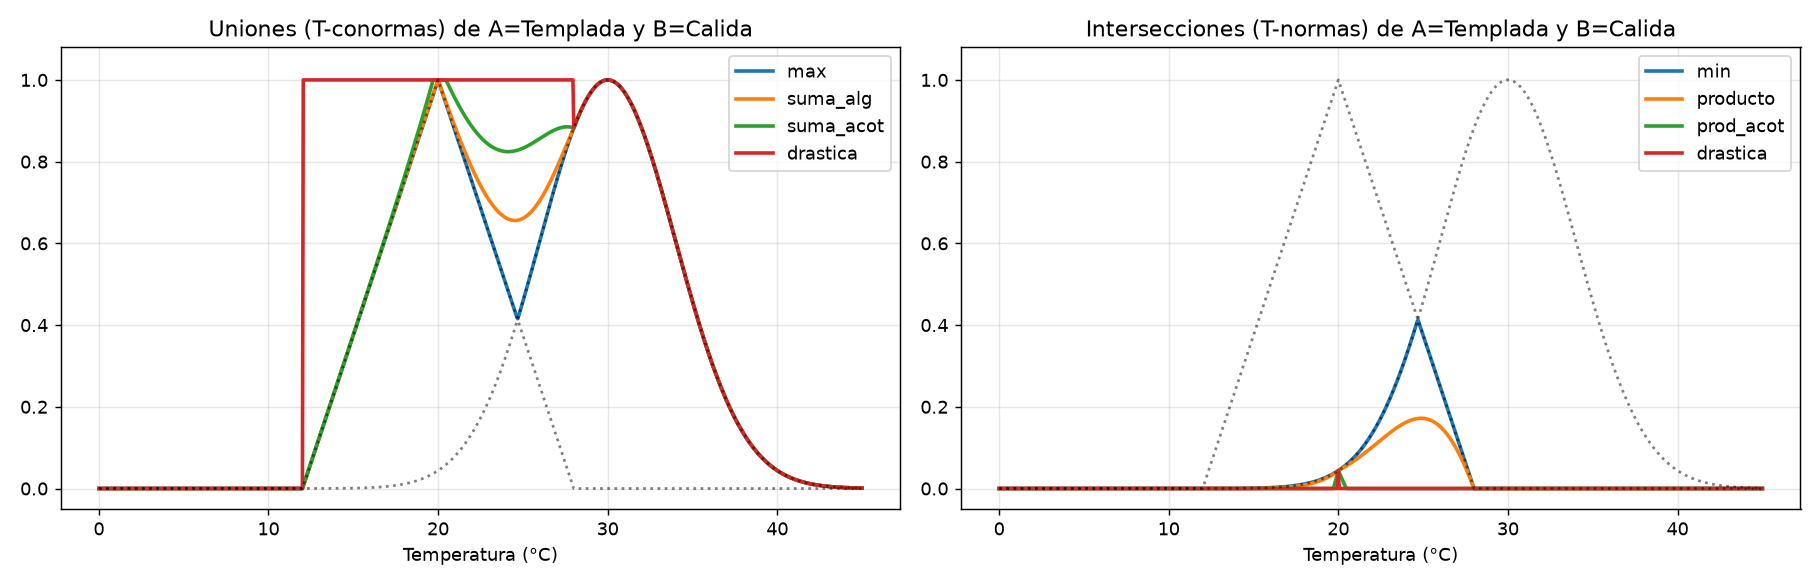 Uniones (T-conormas) de A=Templada y B=Calida
1.0
0.8
0.6
0.4
0.2
0.0
0
10
20
30
40
Temperatura (°C)
max
suma_alg
suma_acot
drastica
Intersecciones (T-normas) de A=Templada y B=Calida
1.0
0.8
0.6
0.4
0.2
0.0
0
10
20
30
40
Temperatura (°C)
min
producto
prod_acot
drastica